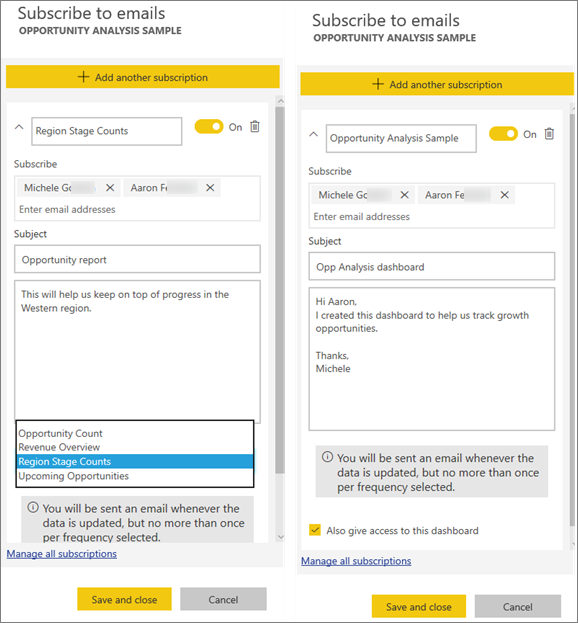 Subscribe to emails
OPPORTUNITY ANALYSIS SAMPLE
Add another subscription
Region Stage Counts
On
Subscribe
Michele Go
Aaron Fe
Enter email addresses
Subject
Opportunity report
This will help us keep on top of progress in the
Western region.
Opportunity Count
Revenue Overview
Region Stage Counts
Upcoming Opportunities
You will be sent an email whenever the
data is updated, but no more than once
per frequency selected.
Manage all subscriptions
Save and close
Cancel
Subscribe to emails
OPPORTUNITY ANALYSIS SAMPLE
Add another subscription
Opportunity Analysis Sample
On
Subscribe
Michele Go
Aaron Fe
Enter email addresses
Subject
Opp Analysis dashboard
Hi Aaron,
I created this dashboard to help us track growth
opportunities.
Thanks,
Michele
You will be sent an email whenever the
data is updated, but no more than once
per frequency selected.
Also give access to this dashboard
Manage all subscriptions
Save and close
Cancel